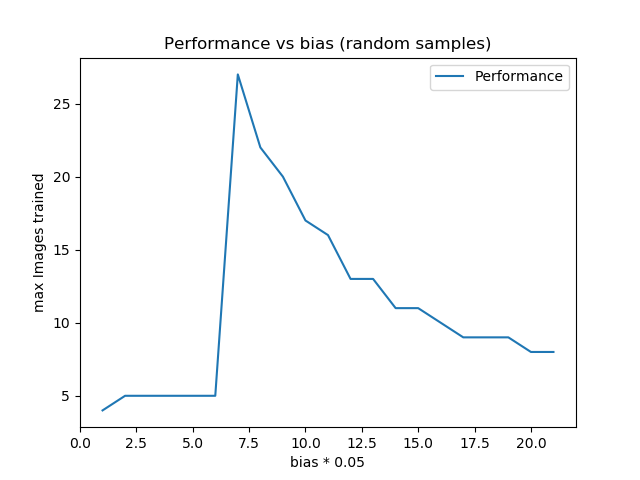 Performance vs bias (random samples)
Performance
max Images trained
25
20
15
10
5
0.0 2.5 5.0 7.5 10.0 12.5 15.0 17.5 20.0
bias * 0.05